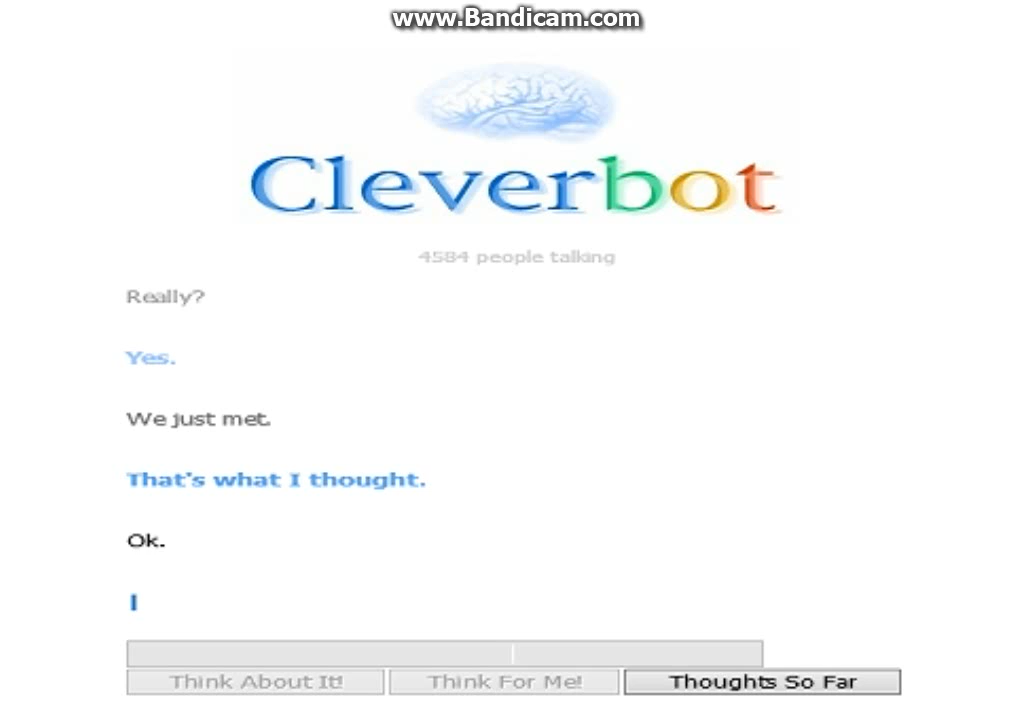 www.Bandicam.com
Cleverbot
4584 people talking
Really?
Yes.
We just met.
That's what I thought.
Ok.
I
Think About It!
Think For Me!
Thoughts So Far